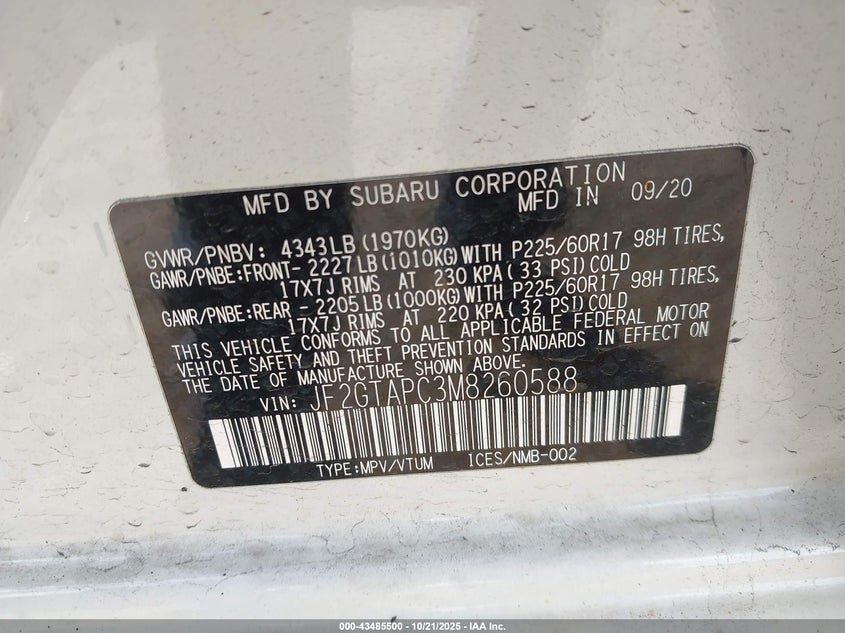 MFD BY SUBARU CORPORATION
MFD IN 09/20
GVWR/PNBV: 4343LB (1970KG)
GAWR/PNBE:FRONT- 2227LB (1010KG) WITH P225/60R17 98H TIRES,
17X7J RIMS AT 230 KPA ( 33 PSI) COLD
GAWR/PNBE:REAR - 2205LB (1000KG) WITH P225/60R17 98H TIRES,
17X7J RIMS AT 220 KPA ( 32 PSI) COLD
THIS VEHICLE CONFORMS TO ALL APPLICABLE FEDERAL MOTOR
VEHICLE SAFETY AND THEFT PREVENTION STANDARDS IN EFFECT ON
THE DATE OF MANUFACTURE SHOWN ABOVE.
VIN: JF2GTAPC3M8260588
TYPE:MPV/VTUM ICES/NMB-002
000-43485500 - 10/21/2025 - IAA Inc.